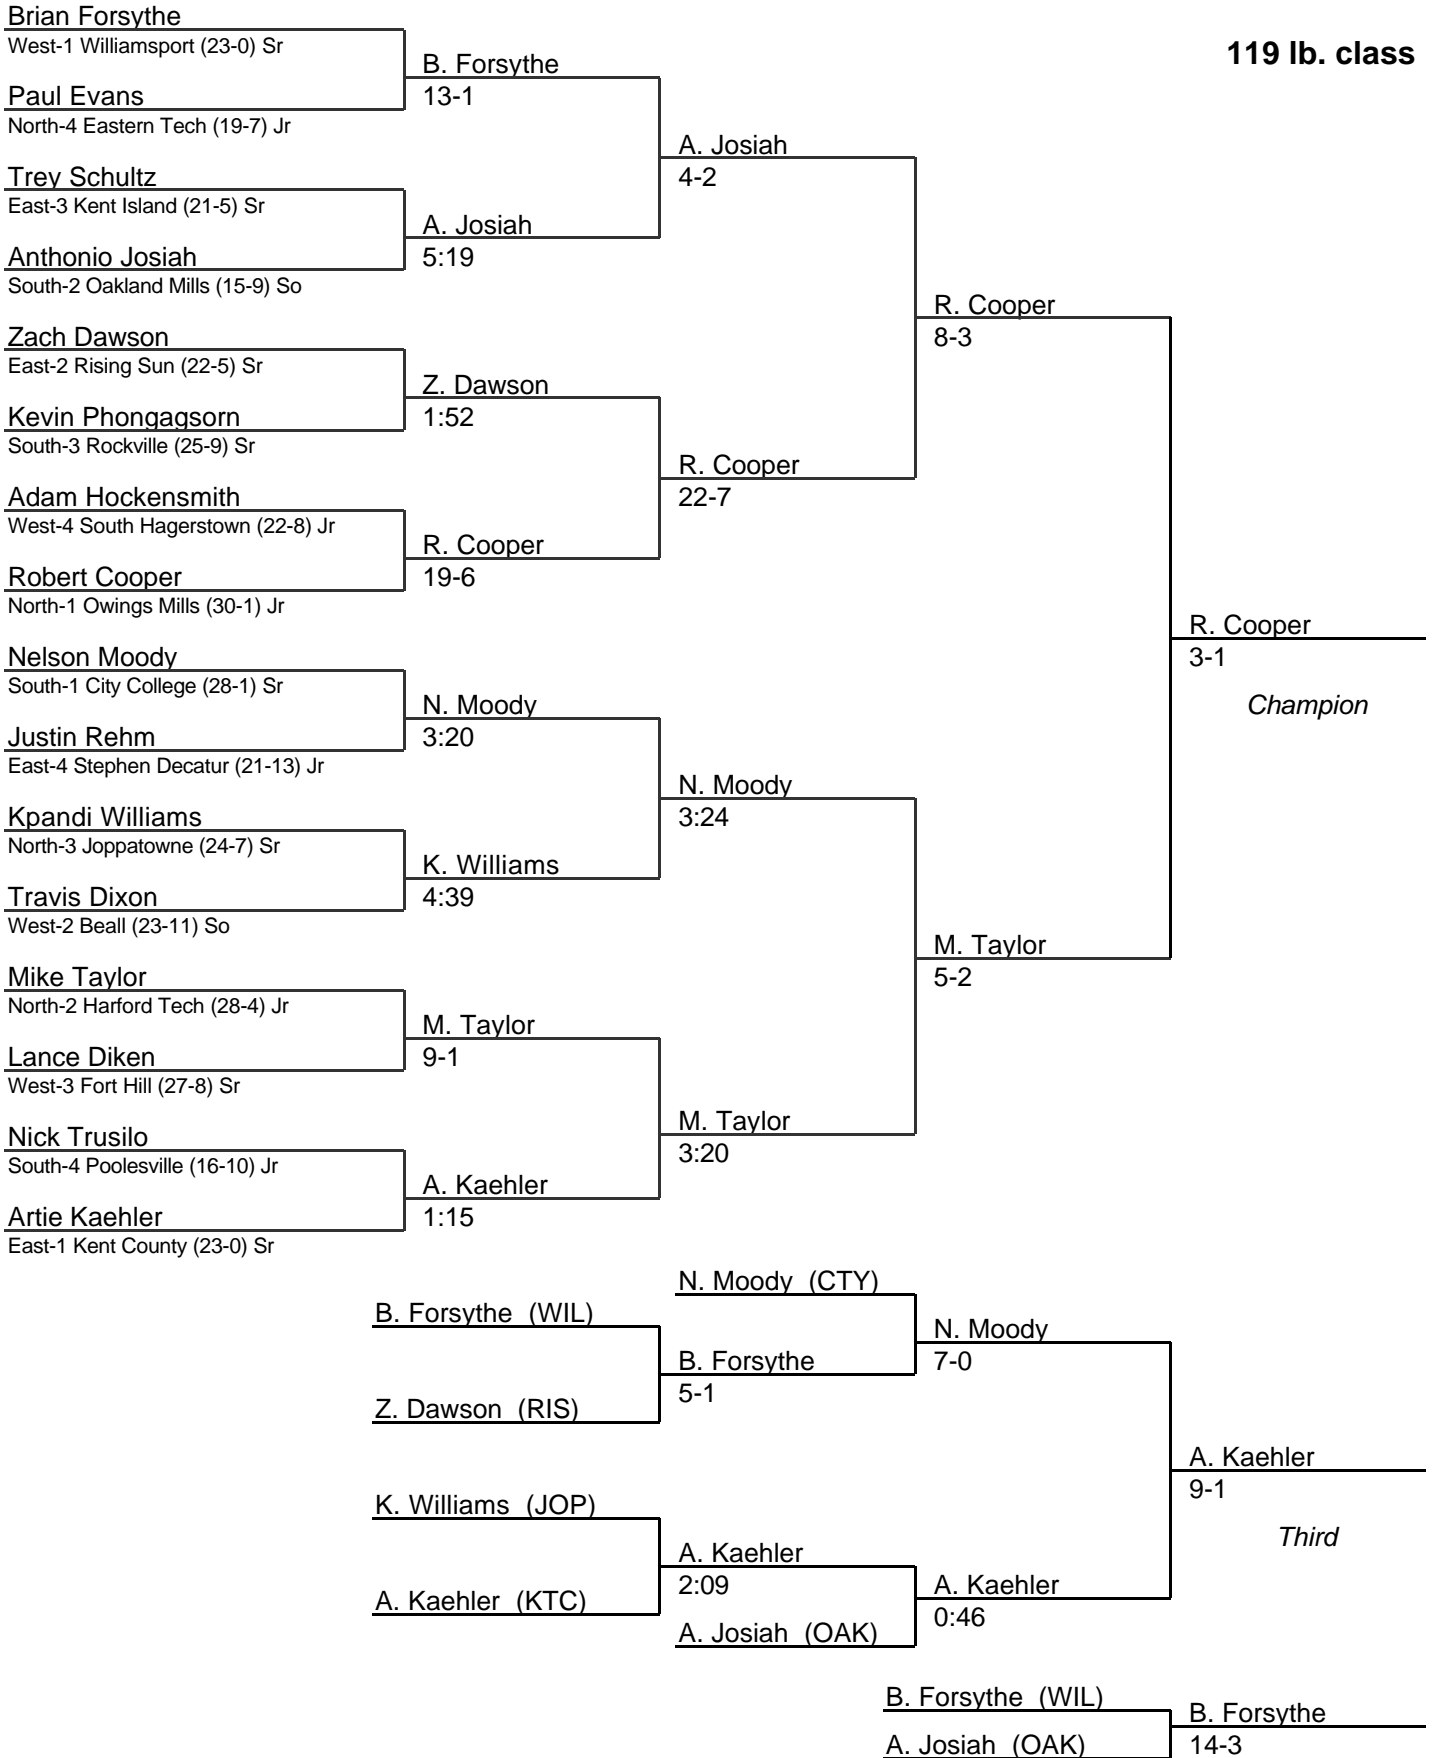 Brian Forsythe
West-1 Williamsport (23-0) Sr
119 lb. class
B. Forsythe
13-1
Paul Evans
North-4 Eastern Tech (19-7) Jr
A. Josiah
4-2
Trey Schultz
East-3 Kent Island (21-5) Sr
A. Josiah
5:19
Anthonio Josiah
South-2 Oakland Mills (15-9) So
R. Cooper
8-3
Zach Dawson
East-2 Rising Sun (22-5) Sr
Z. Dawson
1:52
Kevin Phongagsorn
South-3 Rockville (25-9) Sr
R. Cooper
22-7
Adam Hockensmith
West-4 South Hagerstown (22-8) Jr
R. Cooper
19-6
Robert Cooper
North-1 Owings Mills (30-1) Jr
R. Cooper
3-1
Champion
Nelson Moody
South-1 City College (28-1) Sr
N. Moody
3:20
Justin Rehm
East-4 Stephen Decatur (21-13) Jr
N. Moody
3:24
Kpandi Williams
North-3 Joppatowne (24-7) Sr
K. Williams
4:39
Travis Dixon
West-2 Beall (23-11) So
M. Taylor
5-2
Mike Taylor
North-2 Harford Tech (28-4) Jr
M. Taylor
9-1
Lance Diken
West-3 Fort Hill (27-8) Sr
M. Taylor
3:20
Nick Trusilo
South-4 Poolesville (16-10) Jr
A. Kaehler
1:15
Artie Kaehler
East-1 Kent County (23-0) Sr
N. Moody (CTY)
B. Forsythe (WIL)
N. Moody
7-0
B. Forsythe
5-1
Z. Dawson (RIS)
A. Kaehler
9-1
Third
K. Williams (JOP)
A. Kaehler
2:09
A. Kaehler (KTC)
A. Kaehler
0:46
A. Josiah (OAK)
B. Forsythe (WIL)
B. Forsythe
14-3
A. Josiah (OAK)